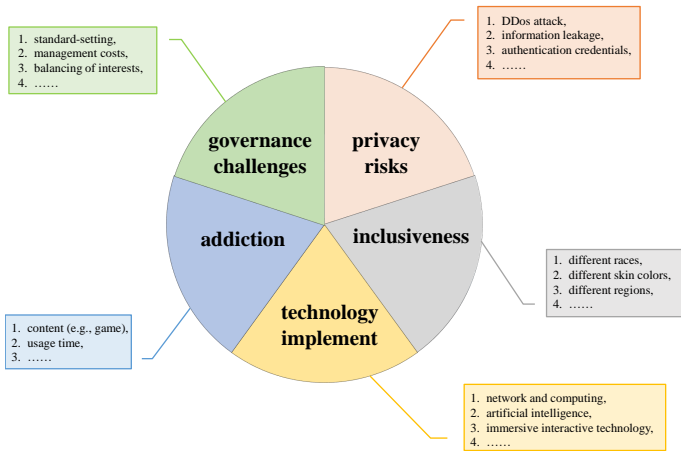 1. standard-setting,
2. management costs,
3. balancing of interests,
4. ……
1. DDos attack,
2. information leakage,
3. authentication credentials,
4. ……
governance
challenges
privacy
risks
addiction
inclusiveness
technology
implement
1. different races,
2. different skin colors,
3. different regions,
4. ……
1. content (e.g., game),
2. usage time,
3. ……
1. network and computing,
2. artificial intelligence,
3. immersive interactive technology,
4. ……